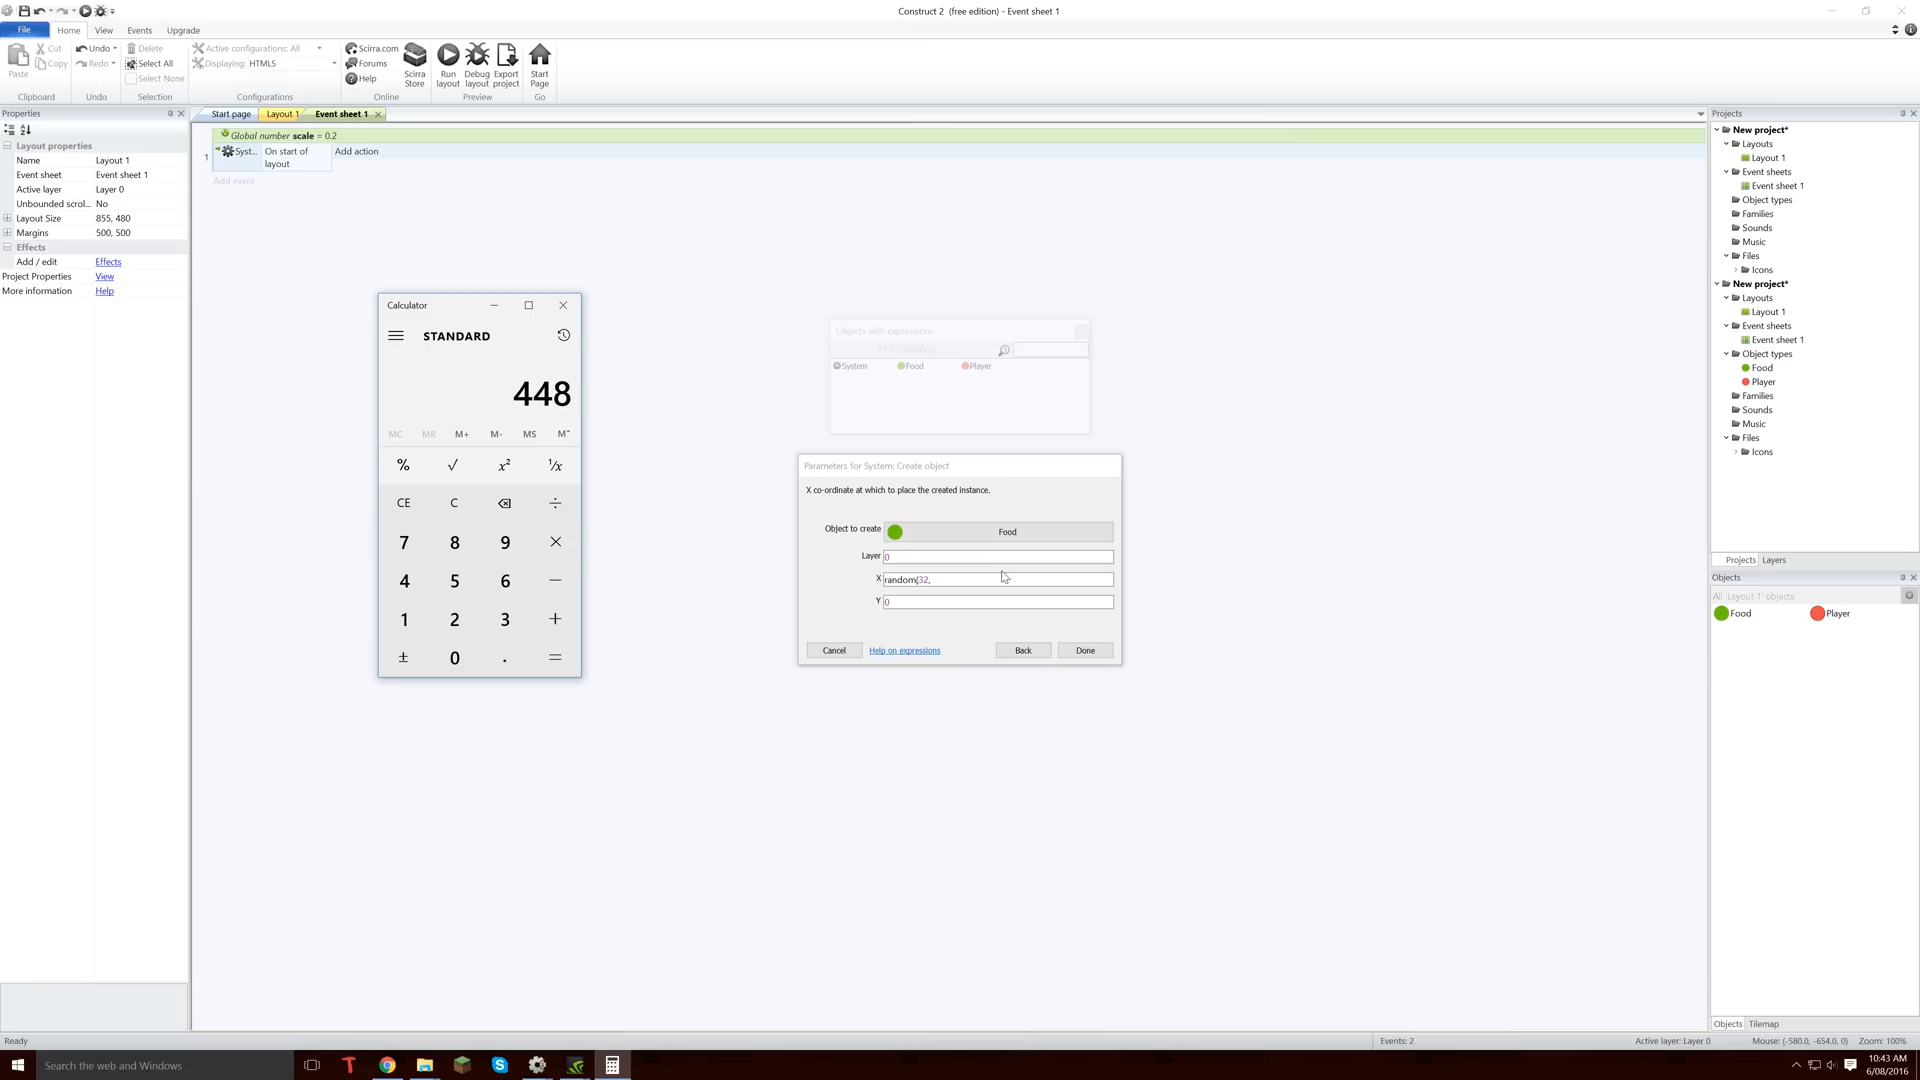 Construct 2 (free edition) - Event sheet 1
File Home View Events Upgrade
Paste Cut Copy
Undo Redo
Delete Select All Select None
Active configurations: All
Displaying: HTML5
Scirra.com Forums Help
Scirra Store
Run layout
Debug layout
Export project
Start Page
Clipboard Undo Selection Configurations Online Preview Go
Properties
Start page Layout 1 Event sheet 1
Layout properties
Name Layout 1
Event sheet Event sheet 1
Active layer Layer 0
Unbounded scrol... No
Layout Size 855, 480
Margins 500, 500
Effects
Add / edit Effects
Project Properties View
More information Help
Global number scale = 0.2
1 Syst... On start of layout Add action
Add event
Calculator
STANDARD
448
MC MR M+ M- MS M˅
% √ x² ¹/x
CE C ⌫ ÷
7 8 9 ×
4 5 6 −
1 2 3 +
± 0 . =
Objects with expressions
System Food Player
Parameters for System: Create object
X co-ordinate at which to place the created instance.
Object to create Food
Layer 0
X random(32,
Y 0
Cancel Help on expressions Back Done
Projects
New project*
Layouts
Layout 1
Event sheets
Event sheet 1
Object types
Families
Sounds
Music
Files
Icons
New project*
Layouts
Layout 1
Event sheets
Event sheet 1
Object types
Food
Player
Families
Sounds
Music
Files
Icons
Projects Layers
Objects
All 'Layout 1' objects
Food Player
Objects Tilemap
Ready Events: 2 Active layer: Layer 0 Mouse: (-580.0, -654.0, 0) Zoom: 100%
Search the web and Windows
10:43 AM
6/08/2016